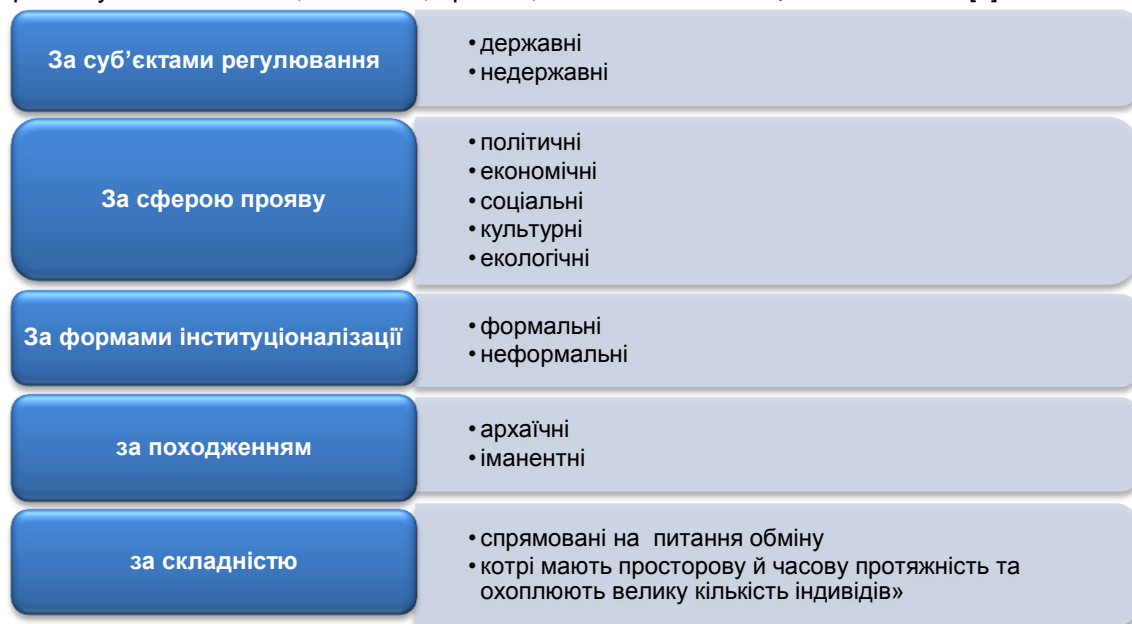 За суб’єктами регулювання
• державні
• недержавні
За сферою прояву
• політичні
• економічні
• соціальні
• культурні
• екологічні
За формами інституціоналізації
• формальні
• неформальні
за походженням
• архаїчні
• іманентні
за складністю
• спрямовані на  питання обміну
• котрі мають просторову й часову протяжність та
охоплюють велику кількість індивідів»